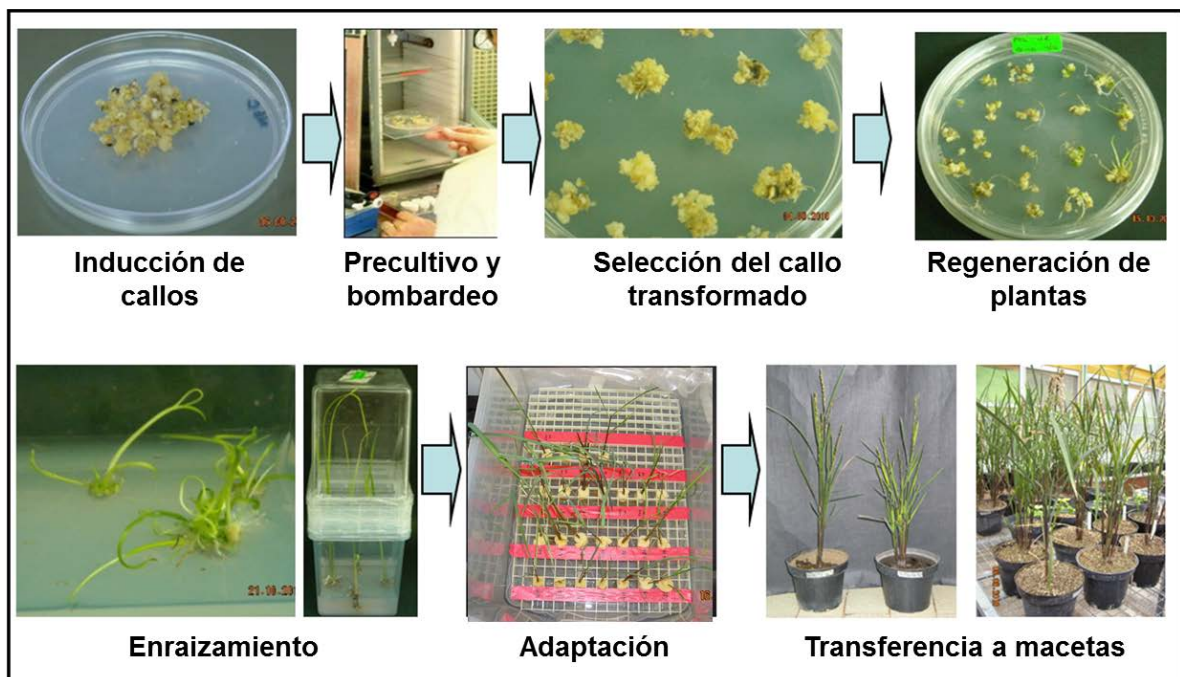 Inducción de
callos
Precultivo y
bombardeo
Selección del callo
transformado
Regeneración de
plantas
Enraizamiento
Adaptación
Transferencia a macetas